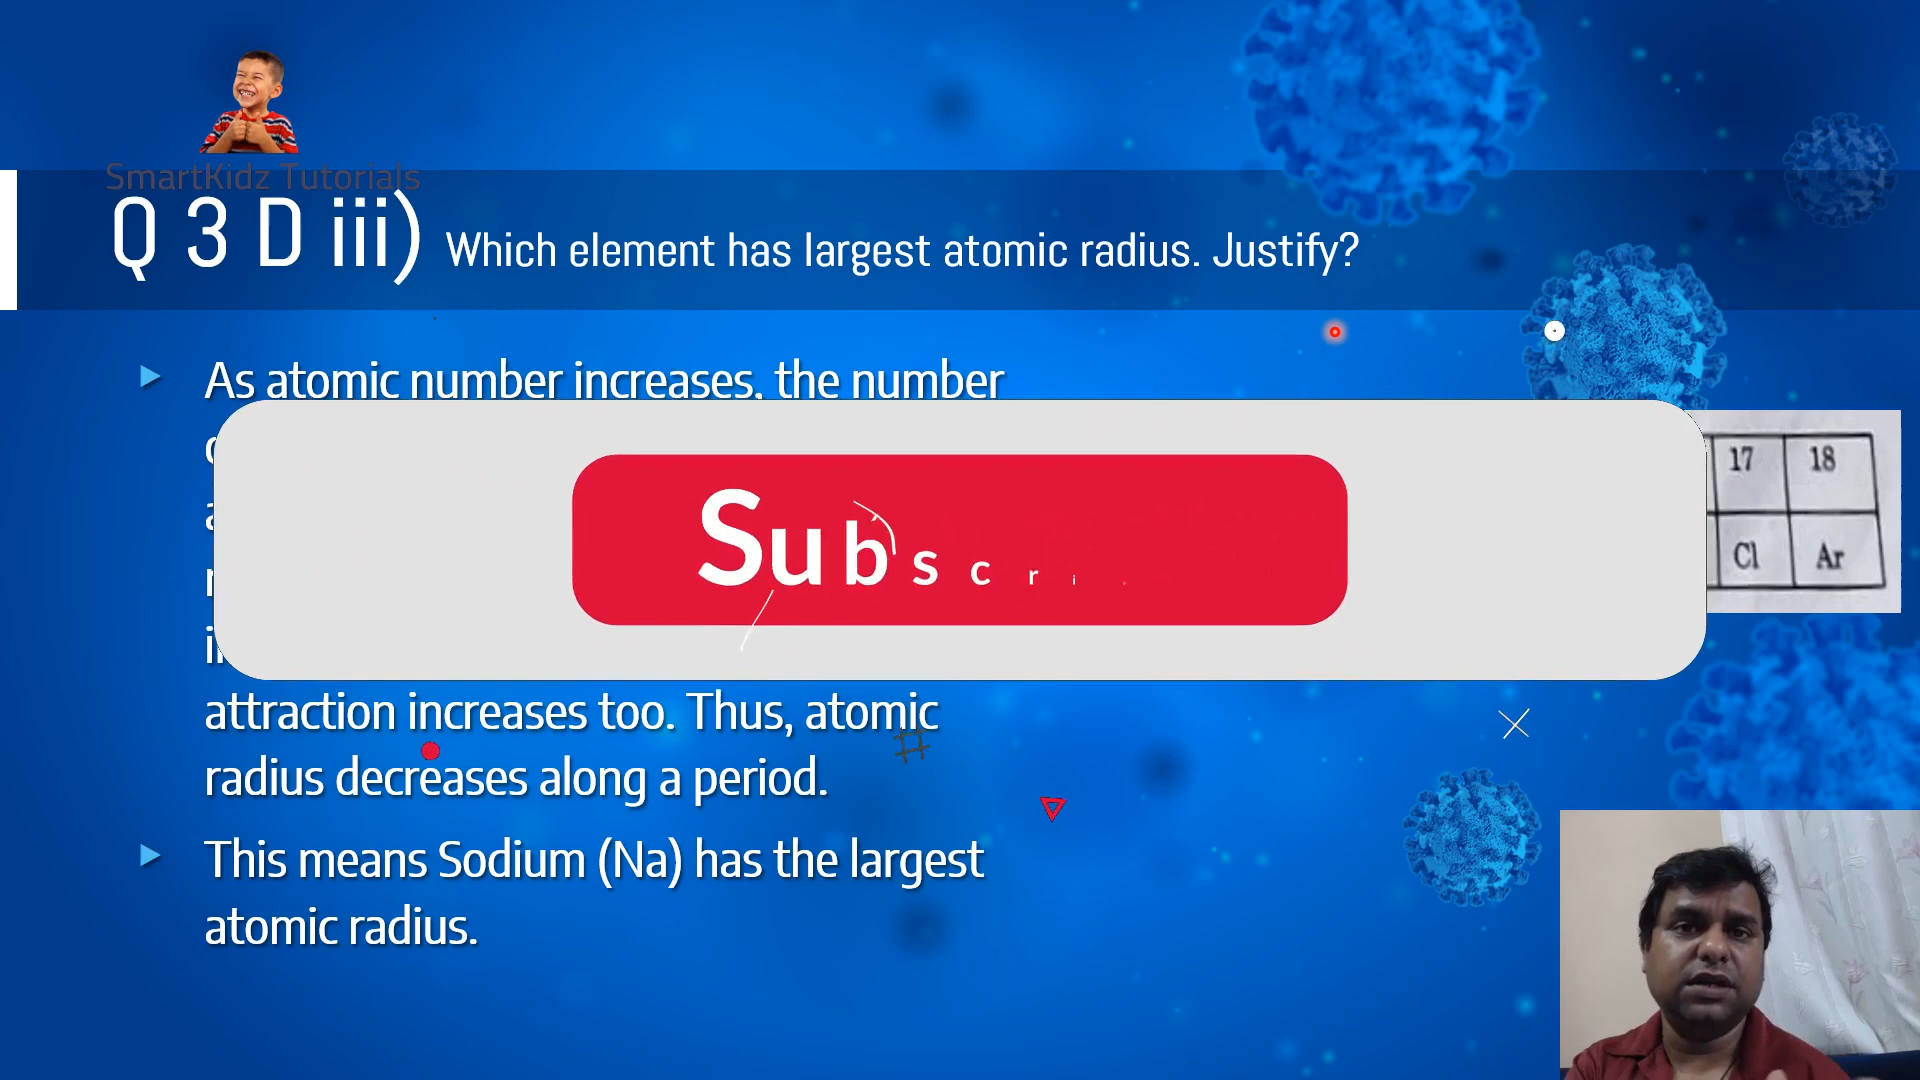 SmartKidz Tutorials
Q 3 D iii) Which element has largest atomic radius. Justify?
As atomic number increases, the number
attraction increases too. Thus, atomic
radius decreases along a period.
This means Sodium (Na) has the largest
atomic radius.
Subscri
17 18
Cl Ar